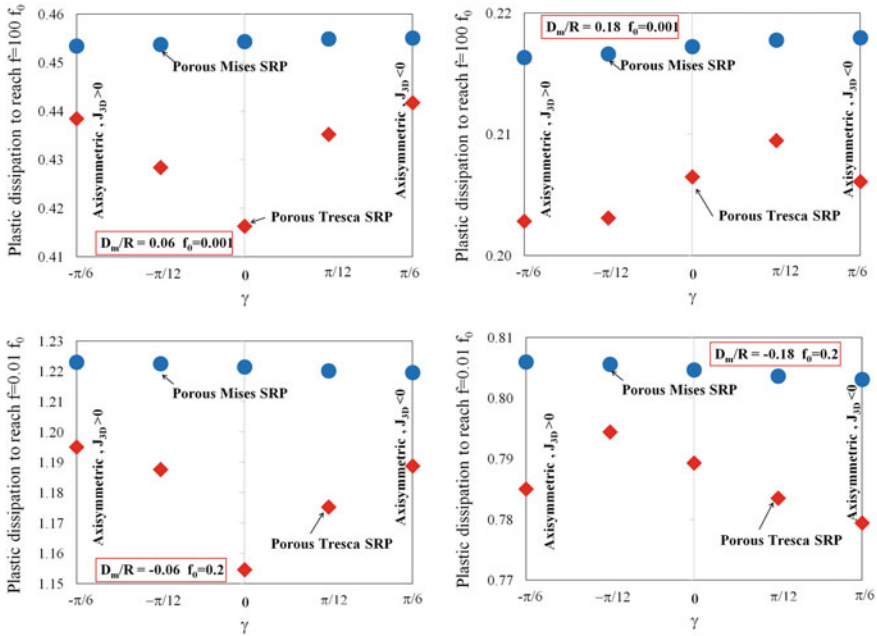 Plastic dissipation to reach f=100 f0
0.46
0.45
0.44
0.43
0.42
0.41
Axisymmetric , J3D>0
Porous Mises SRP
Axisymmetric , J3D<0
Porous Tresca SRP
Dm/R = 0.06 f0=0.001
-π/6
−π/12
0
π/12
π/6
γ
Plastic dissipation to reach f=100 f0
0.22
0.21
0.20
Dm/R = 0.18 f0=0.001
Porous Mises SRP
Axisymmetric , J3D>0
Axisymmetric , J3D<0
Porous Tresca SRP
-π/6
−π/12
0
π/12
π/6
γ
Plastic dissipation to reach f=0.01 f0
1.23
1.22
1.21
1.20
1.19
1.18
1.17
1.16
1.15
Porous Mises SRP
Axisymmetric , J3D>0
Axisymmetric , J3D<0
Porous Tresca SRP
Dm/R = -0.06 f0=0.2
-π/6
−π/12
0
π/12
π/6
γ
Plastic dissipation to reach f=0.01 f0
0.81
0.80
0.79
0.78
0.77
Dm/R = -0.18 f0=0.2
Porous Mises SRP
Axisymmetric , J3D>0
Axisymmetric , J3D<0
Porous Tresca SRP
-π/6
−π/12
0
π/12
π/6
γ